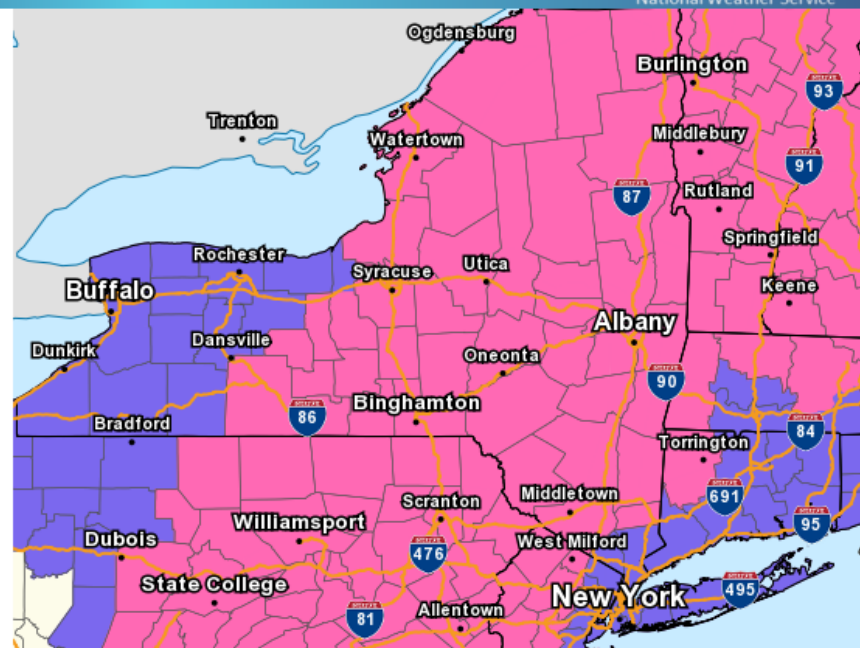 National Weather Service
Ogdensburg
Burlington
93
Trenton
Watertown
Middlebury
91
87
Rutland
Springfield
Rochester
Syracuse
Utica
Keene
Buffalo
Albany
Dansville
Dunkirk
Oneonta
90
Binghamton
86
Bradford
84
Torrington
Scranton
Middletown
691
Williamsport
95
Dubois
476
West Milford
State College
New York
495
Allentown
81